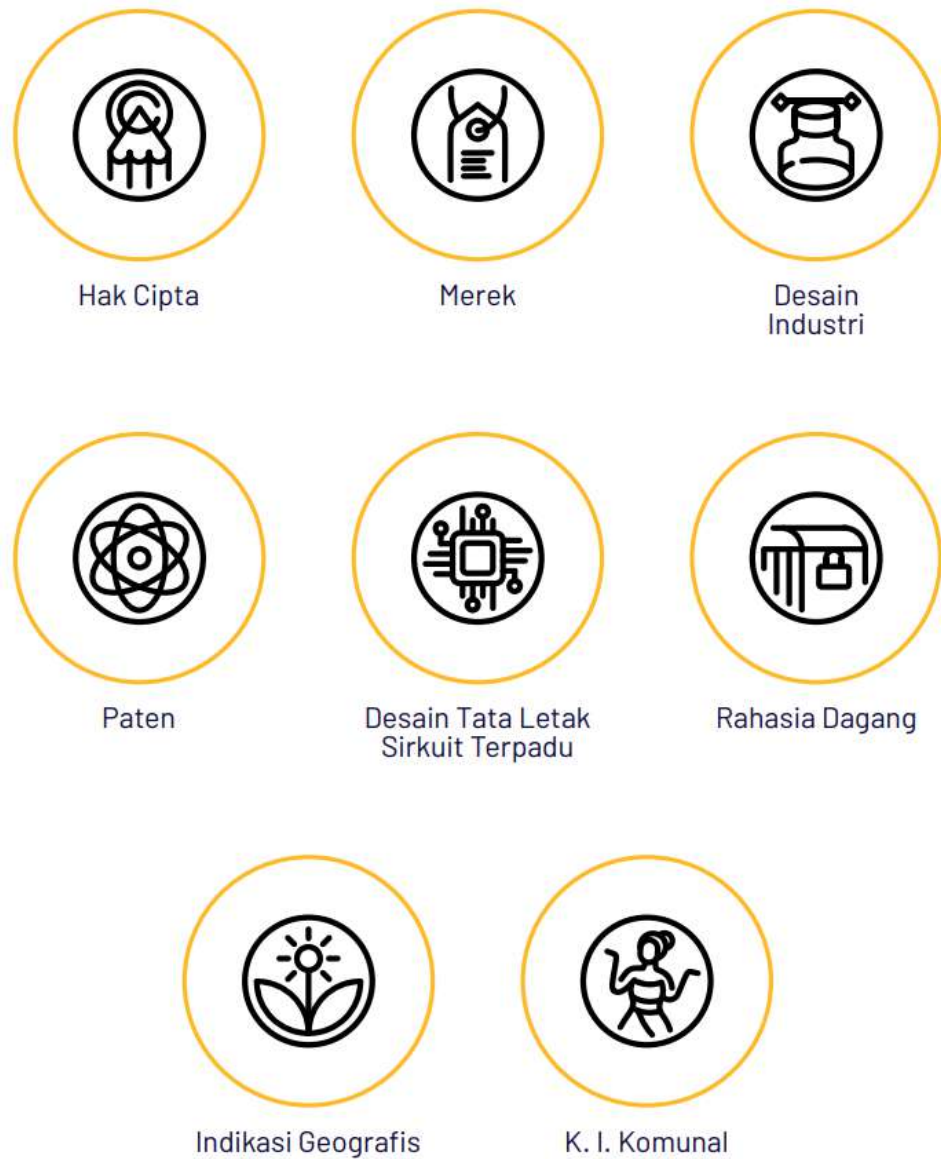 Hak Cipta
Merek
Desain
Industri
Paten
Desain Tata Letak
Sirkuit Terpadu
Rahasia Dagang
Indikasi Geografis
K. I. Komunal